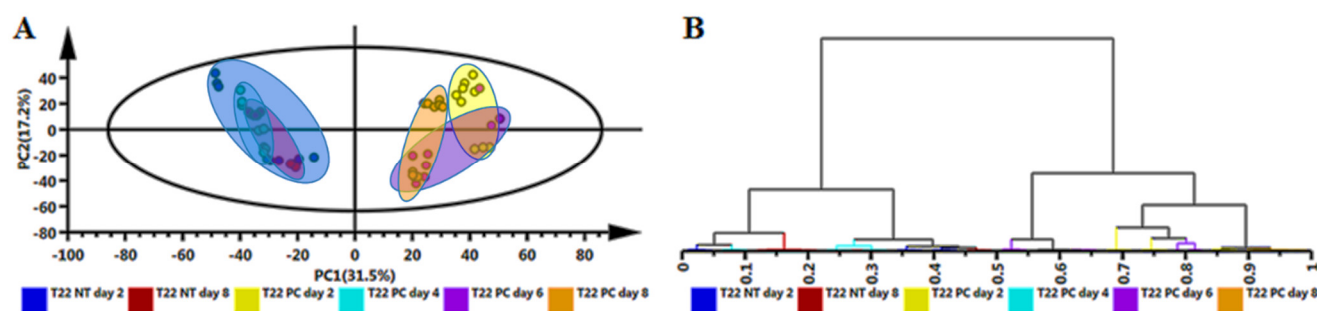 A
PC2(17.2%)
40
20
0
-20
-40
-60
-80
-100 -80 -60 -40 -20 0 20 40 60 80
PC1(31.5%)
T22 NT day 2 T22 NT day 8 T22 PC day 2 T22 PC day 4 T22 PC day 6 T22 PC day 8
B
0 0.1 0.2 0.3 0.4 0.5 0.6 0.7 0.8 0.9 1
T22 NT day 2 T22 NT day 8 T22 PC day 2 T22 PC day 4 T22 PC day 6 T22 PC day 8